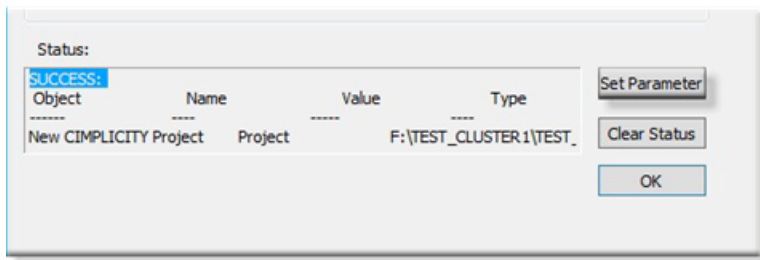 Status:
SUCCESS:
Object Name Value Type
------ ---- ----- ----
New CIMPLICITY Project Project F:\TEST_CLUSTER1\TEST_
Set Parameter
Clear Status
OK